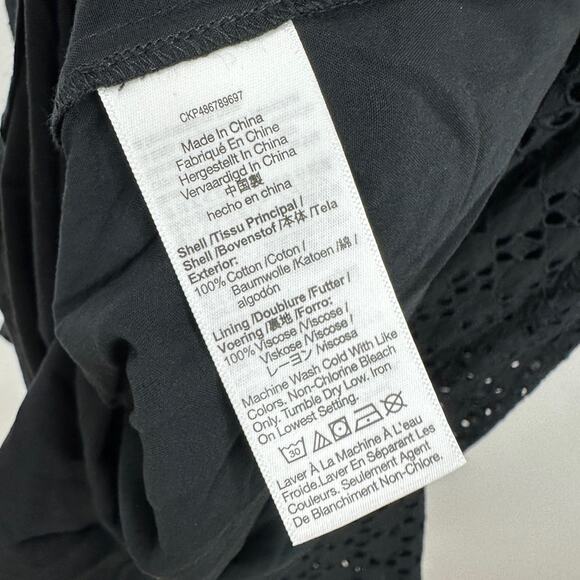 CKP486789697
Made In China
Fabriqué En Chine
Hergestellt In China
Vervaardigd In China
中国製
hecho en china
Shell /Tissu Principal /
Shell /Bovenstof /本体 /Tela
Exterior:
100% Cotton /Coton /
Baumwolle /Katoen /綿 /
algodón
Lining /Doublure /Futter /
Voering /裏地 /Forro:
100% Viscose /Viscose /
Viskose /Viscose /
レーヨン /Viscosa
Machine Wash Cold With Like
Colors. Non-Chlorine Bleach
Only. Tumble Dry Low. Iron
On Lowest Setting.
30
Laver À La Machine À L'eau
Froide.Laver En Séparant Les
Couleurs. Seulement Agent
De Blanchiment Non-Chlore.